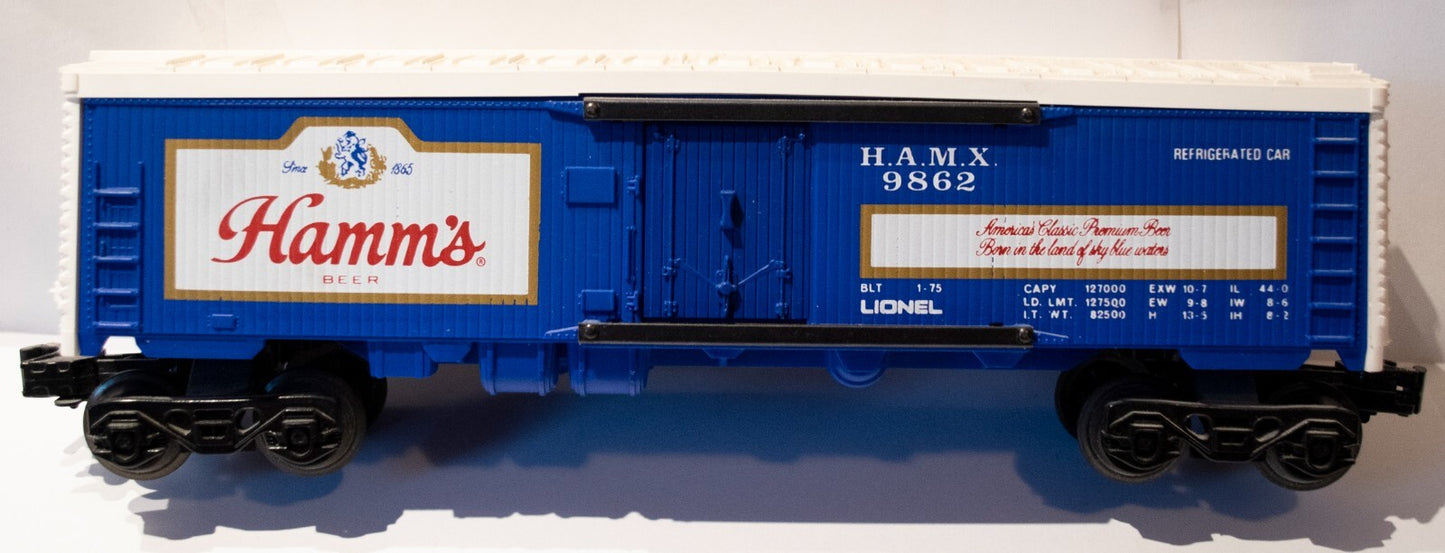 Since 1865
Hamm's®
BEER
H.A.M.X.
9862
REFRIGERATED CAR
America's Classic Premium Beer
Born in the land of sky blue waters
BLT 1-75
LIONEL
CAPY 127000 EXW 10-7 IL 44-0
LD. LMT. 127500 EW 9-8 IW 8-6
LT. WT. 82500 H 13-5 IH 8-2